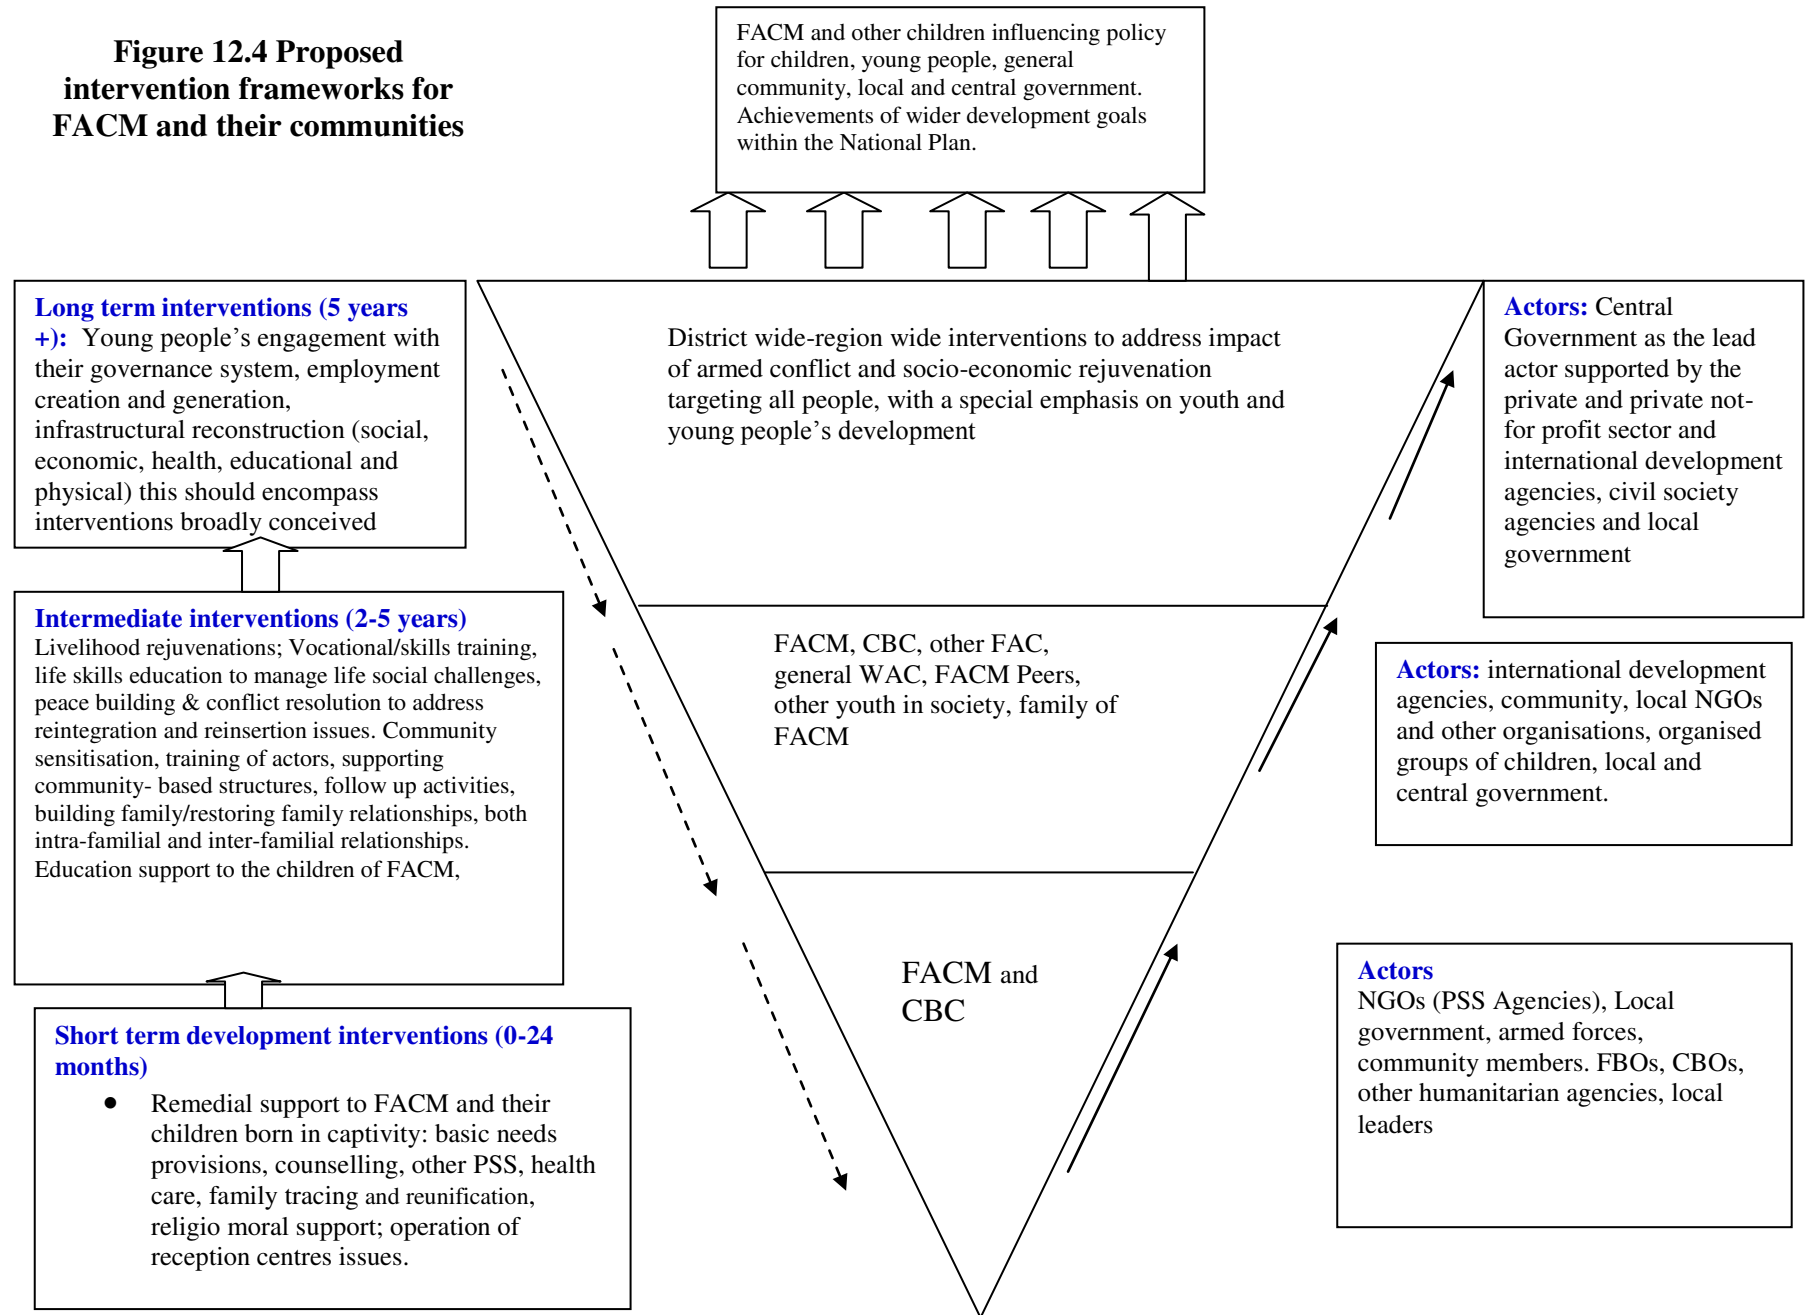 Figure 12.4 Proposed
intervention frameworks for
FACM and their communities
FACM and other children influencing policy
for children, young people, general
community, local and central government.
Achievements of wider development goals
within the National Plan.
Long term interventions (5 years
+): Young people’s engagement with
their governance system, employment
creation and generation,
infrastructural reconstruction (social,
economic, health, educational and
physical) this should encompass
interventions broadly conceived
District wide-region wide interventions to address impact
of armed conflict and socio-economic rejuvenation
targeting all people, with a special emphasis on youth and
young people’s development
Actors: Central
Government as the lead
actor supported by the
private and private not-
for profit sector and
international development
agencies, civil society
agencies and local
government
Intermediate interventions (2-5 years)
Livelihood rejuvenations; Vocational/skills training,
life skills education to manage life social challenges,
peace building & conflict resolution to address
reintegration and reinsertion issues. Community
sensitisation, training of actors, supporting
community- based structures, follow up activities,
building family/restoring family relationships, both
intra-familial and inter-familial relationships.
Education support to the children of FACM,
FACM, CBC, other FAC,
general WAC, FACM Peers,
other youth in society, family of
FACM
Actors: international development
agencies, community, local NGOs
and other organisations, organised
groups of children, local and
central government.
Short term development interventions (0-24
months)
• Remedial support to FACM and their
children born in captivity: basic needs
provisions, counselling, other PSS, health
care, family tracing and reunification,
religio moral support; operation of
reception centres issues.
FACM and
CBC
Actors
NGOs (PSS Agencies), Local
government, armed forces,
community members. FBOs, CBOs,
other humanitarian agencies, local
leaders